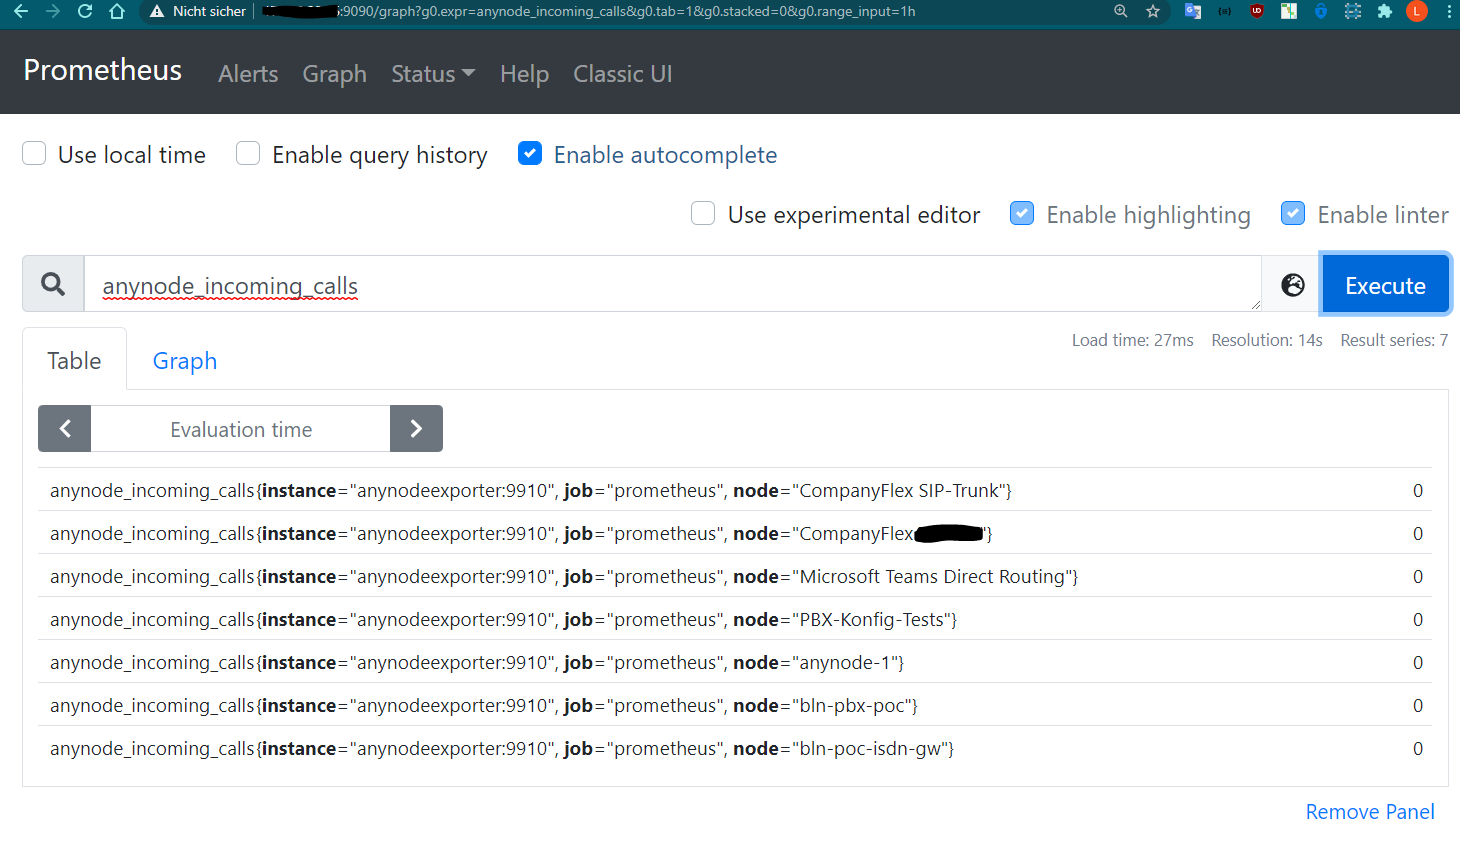 Nicht sicher :9090/graph?g0.expr=anynode_incoming_calls&g0.tab=1&g0.stacked=0&g0.range_input=1h L
Prometheus Alerts Graph Status Help Classic UI
Use local time Enable query history Enable autocomplete
Use experimental editor Enable highlighting Enable linter
anynode_incoming_calls Execute
Load time: 27ms Resolution: 14s Result series: 7
Table Graph
Evaluation time
anynode_incoming_calls{instance="anynodeexporter:9910", job="prometheus", node="CompanyFlex SIP-Trunk"} 0
anynode_incoming_calls{instance="anynodeexporter:9910", job="prometheus", node="CompanyFlex "} 0
anynode_incoming_calls{instance="anynodeexporter:9910", job="prometheus", node="Microsoft Teams Direct Routing"} 0
anynode_incoming_calls{instance="anynodeexporter:9910", job="prometheus", node="PBX-Konfig-Tests"} 0
anynode_incoming_calls{instance="anynodeexporter:9910", job="prometheus", node="anynode-1"} 0
anynode_incoming_calls{instance="anynodeexporter:9910", job="prometheus", node="bln-pbx-poc"} 0
anynode_incoming_calls{instance="anynodeexporter:9910", job="prometheus", node="bln-poc-isdn-gw"} 0
Remove Panel